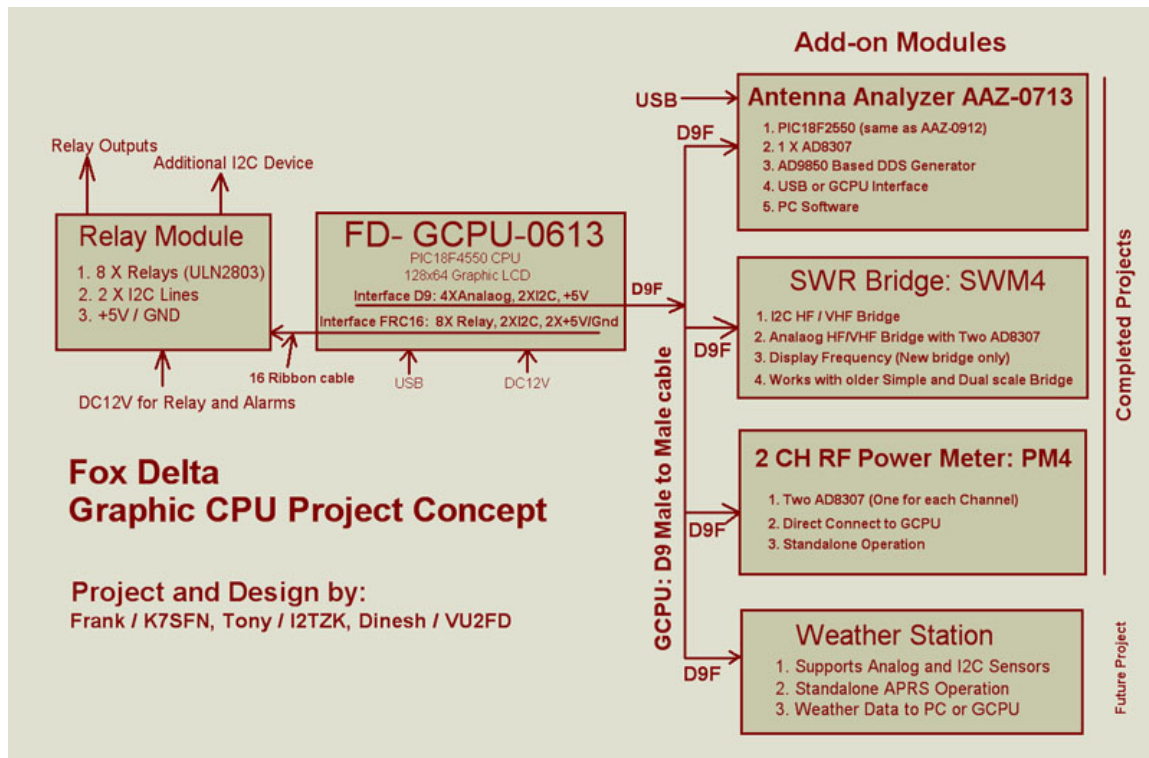 Add-on Modules
USB
Antenna Analyzer AAZ-0713
D9F
1. PIC18F2550 (same as AAZ-0912)
2. 1 X AD8307
3. AD9850 Based DDS Generator
4. USB or GCPU Interface
5. PC Software
Relay Outputs
Additional I2C Device
Relay Module
1. 8 X Relays (ULN2803)
2. 2 X I2C Lines
3. +5V / GND
FD- GCPU-0613
PIC18F4550 CPU
128x64 Graphic LCD
Interface D9: 4XAnalaog, 2XI2C, +5V
Interface FRC16: 8X Relay, 2XI2C, 2X+5V/Gnd
D9F
16 Ribbon cable
USB
DC12V
DC12V for Relay and Alarms
SWR Bridge: SWM4
D9F
1. I2C HF / VHF Bridge
2. Analaog HF/VHF Bridge with Two AD8307
3. Display Frequency (New bridge only)
4. Works with older Simple and Dual scale Bridge
Completed Projects
GCPU: D9 Male to Male cable
2 CH RF Power Meter: PM4
D9F
1. Two AD8307 (One for each Channel)
2. Direct Connect to GCPU
3. Standalone Operation
Fox Delta
Graphic CPU Project Concept
Project and Design by:
Frank / K7SFN, Tony / I2TZK, Dinesh / VU2FD
Weather Station
D9F
1. Supports Analog and I2C Sensors
2. Standalone APRS Operation
3. Weather Data to PC or GCPU
Future Project